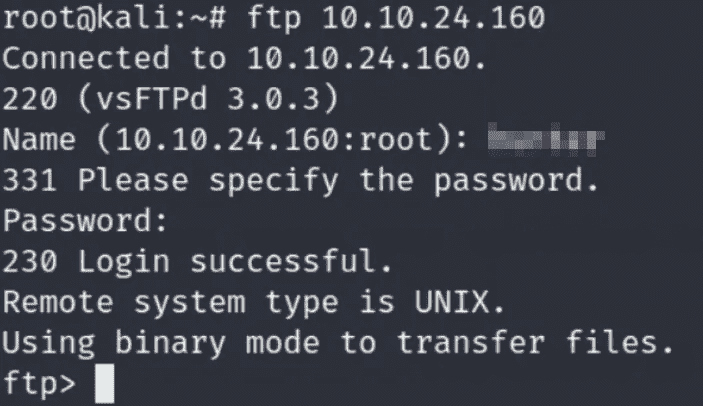 root@kali:~# ftp 10.10.24.160
Connected to 10.10.24.160.
220 (vsFTPd 3.0.3)
Name (10.10.24.160:root):
331 Please specify the password.
Password:
230 Login successful.
Remote system type is UNIX.
Using binary mode to transfer files.
ftp>